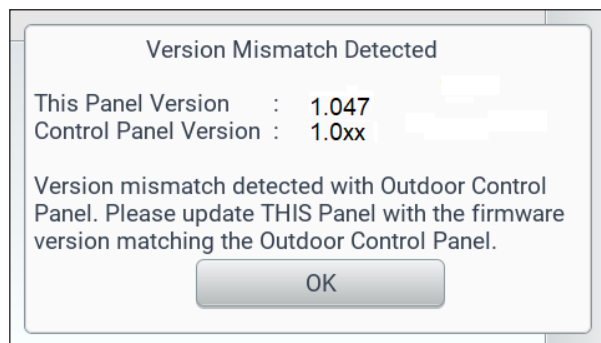 Version Mismatch Detected
This Panel Version : 1.047
Control Panel Version : 1.0xx
Version mismatch detected with Outdoor Control
Panel. Please update THIS Panel with the firmware
version matching the Outdoor Control Panel.
OK